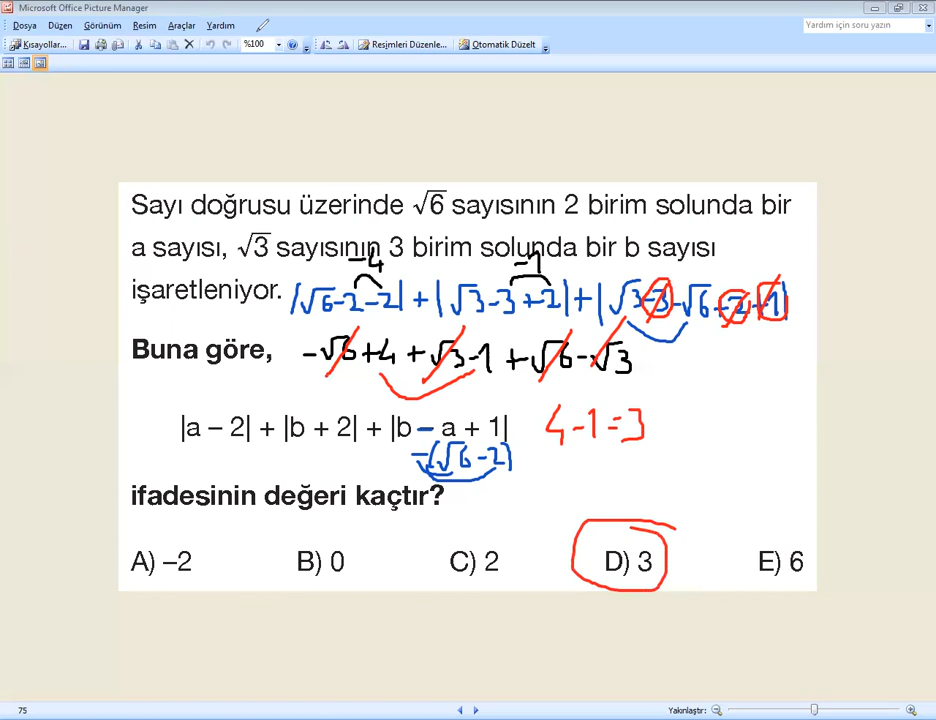 Microsoft Office Picture Manager
Dosya Düzen Görünüm Resim Araçlar Yardım
Yardım için soru yazın
Kısayollar... %100 Resimleri Düzenle... Otomatik Düzelt
Sayı doğrusu üzerinde √6 sayısının 2 birim solunda bir
a sayısı, √3 sayısının 3 birim solunda bir b sayısı
-4 -1
işaretleniyor. |√6-2-2| + |√3-3+2| + |√3-3-√6+2+1|
Buna göre, -√6+4+√3-1+√6-√3
|a – 2| + |b + 2| + |b – a + 1| 4-1=3
-(√6-2)
ifadesinin değeri kaçtır?
A) –2 B) 0 C) 2 D) 3 E) 6
75 Yakınlaştır: